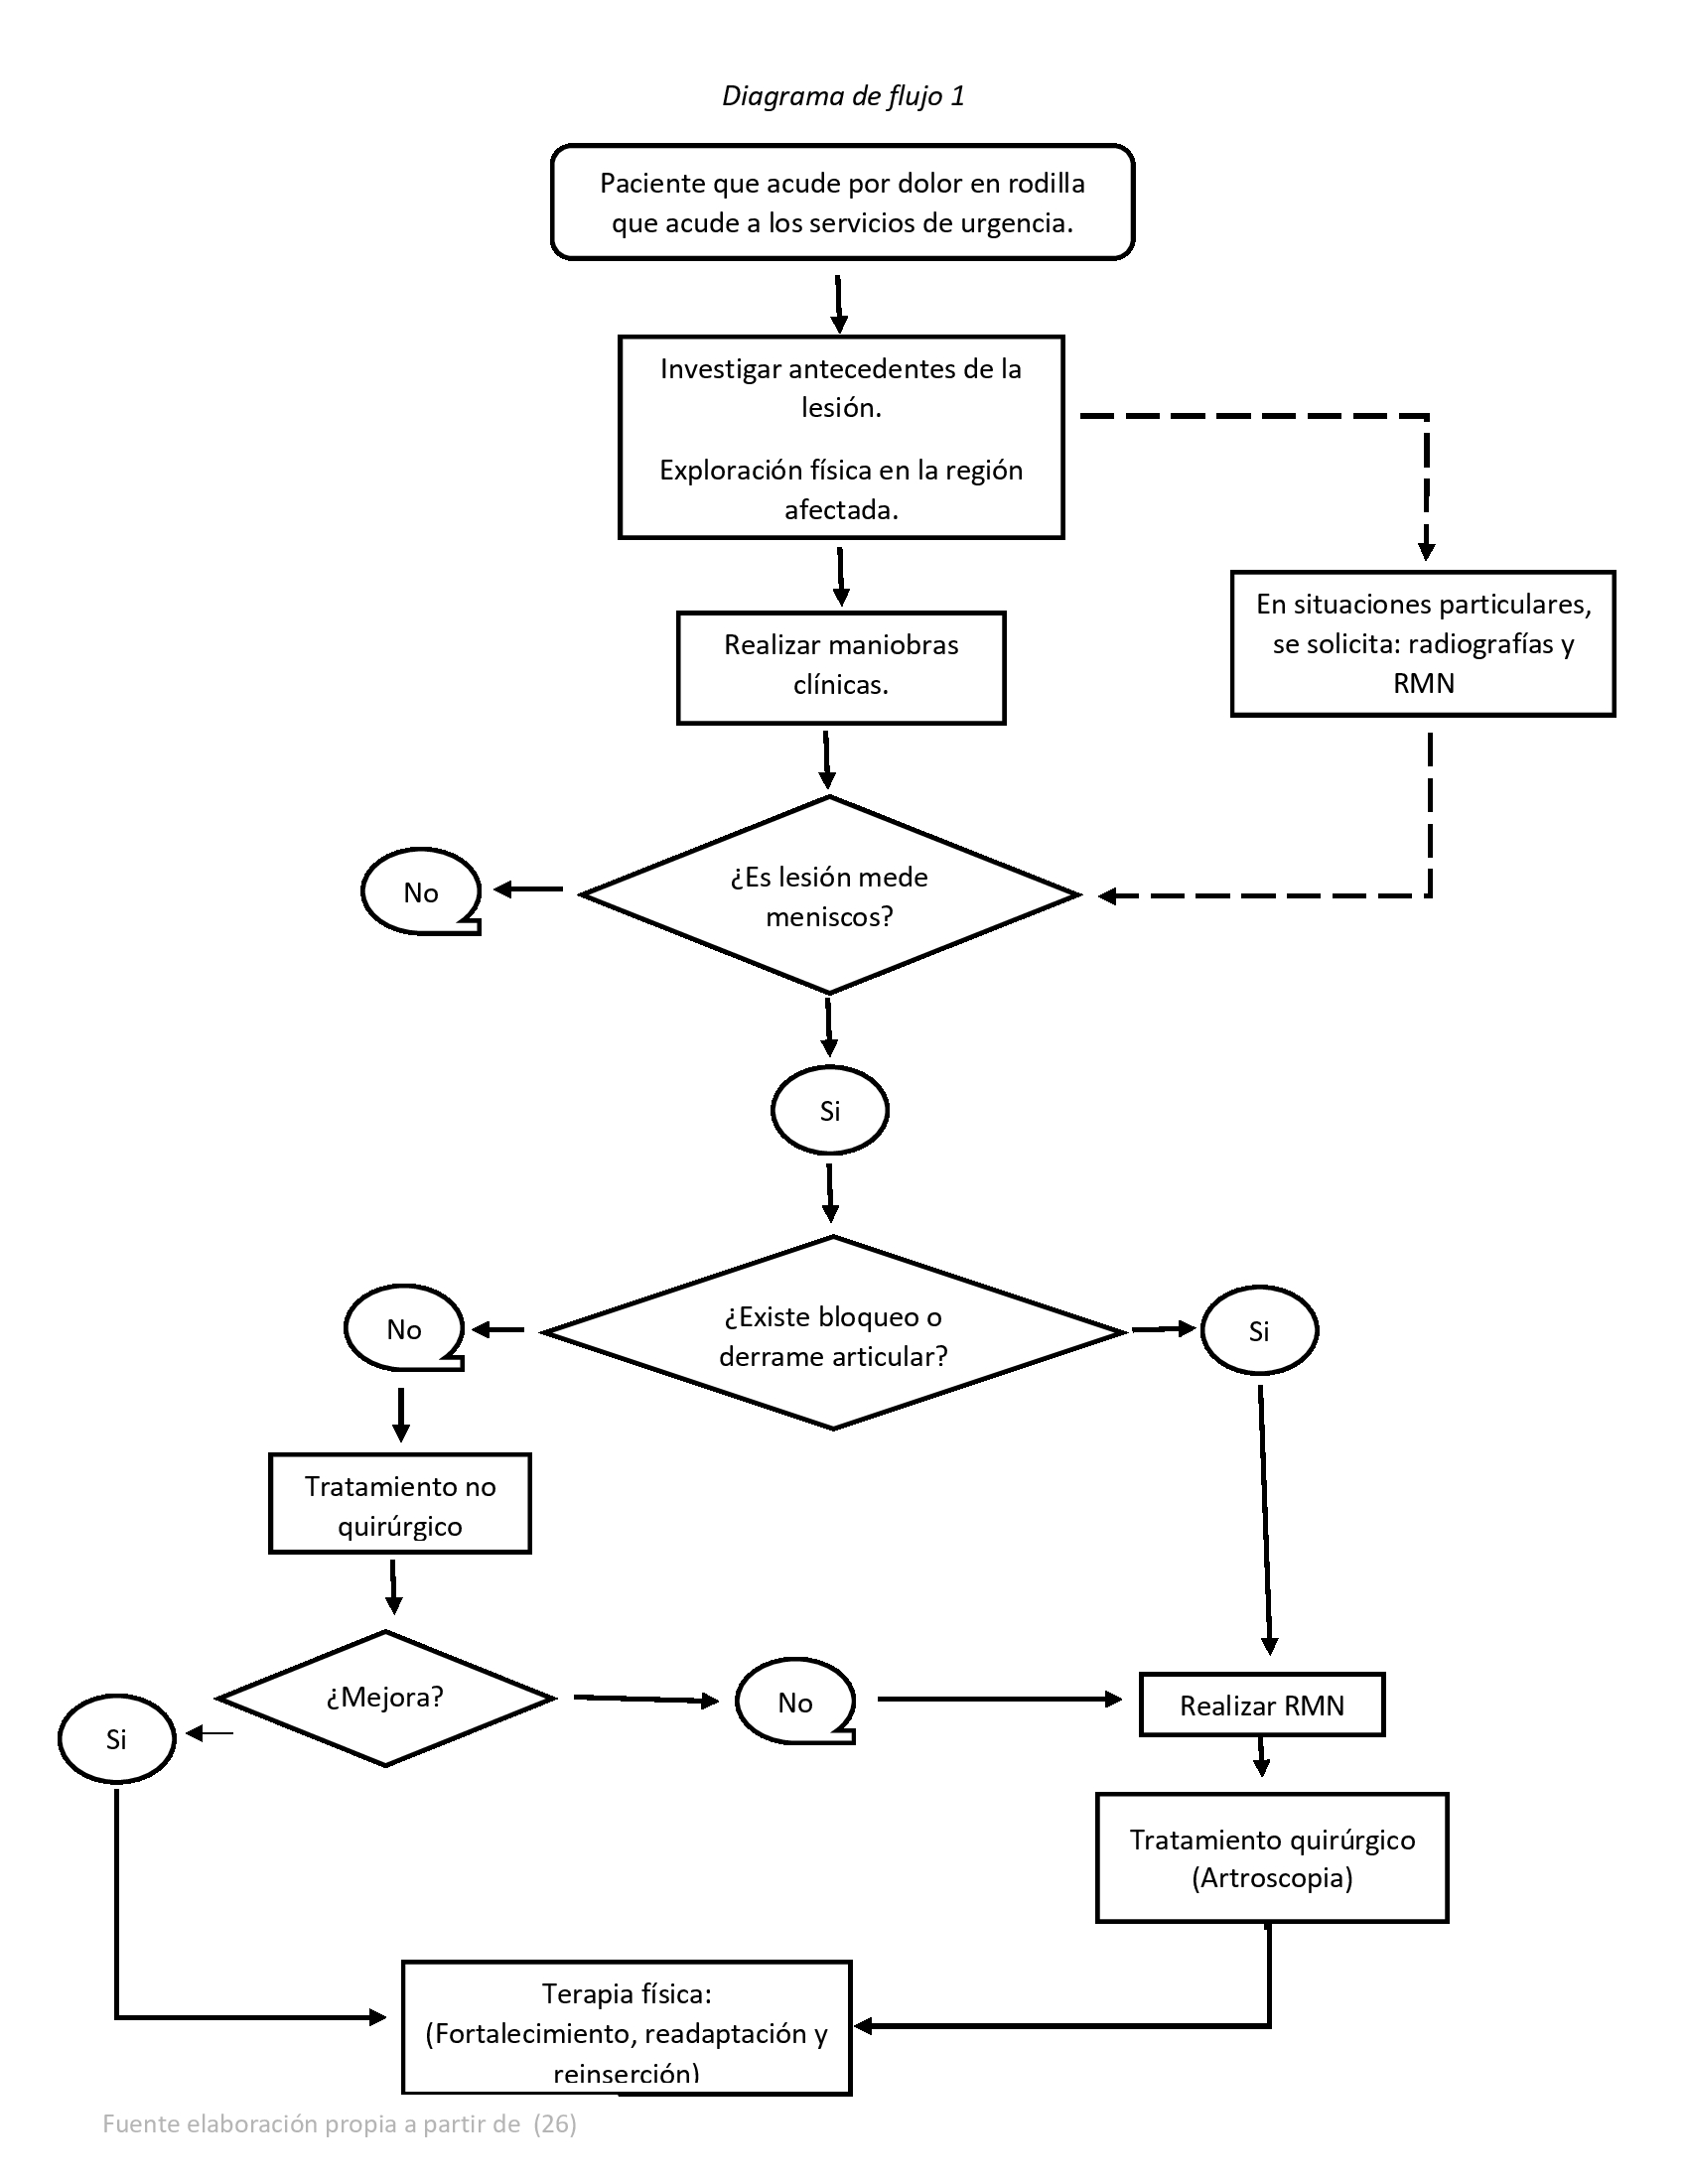 Diagrama de flujo 1
Paciente que acude por dolor en rodilla
que acude a los servicios de urgencia.
Investigar antecedentes de la
lesión.
Exploración física en la región
afectada.
En situaciones particulares,
se solicita: radiografías y
RMN
Realizar maniobras
clínicas.
¿Es lesión mede
meniscos?
No
Si
¿Existe bloqueo o
derrame articular?
No
Si
Tratamiento no
quirúrgico
¿Mejora?
Si
No
Realizar RMN
Tratamiento quirúrgico
(Artroscopia)
Terapia física:
(Fortalecimiento, readaptación y
reinserción)
Fuente elaboración propia a partir de  (26)